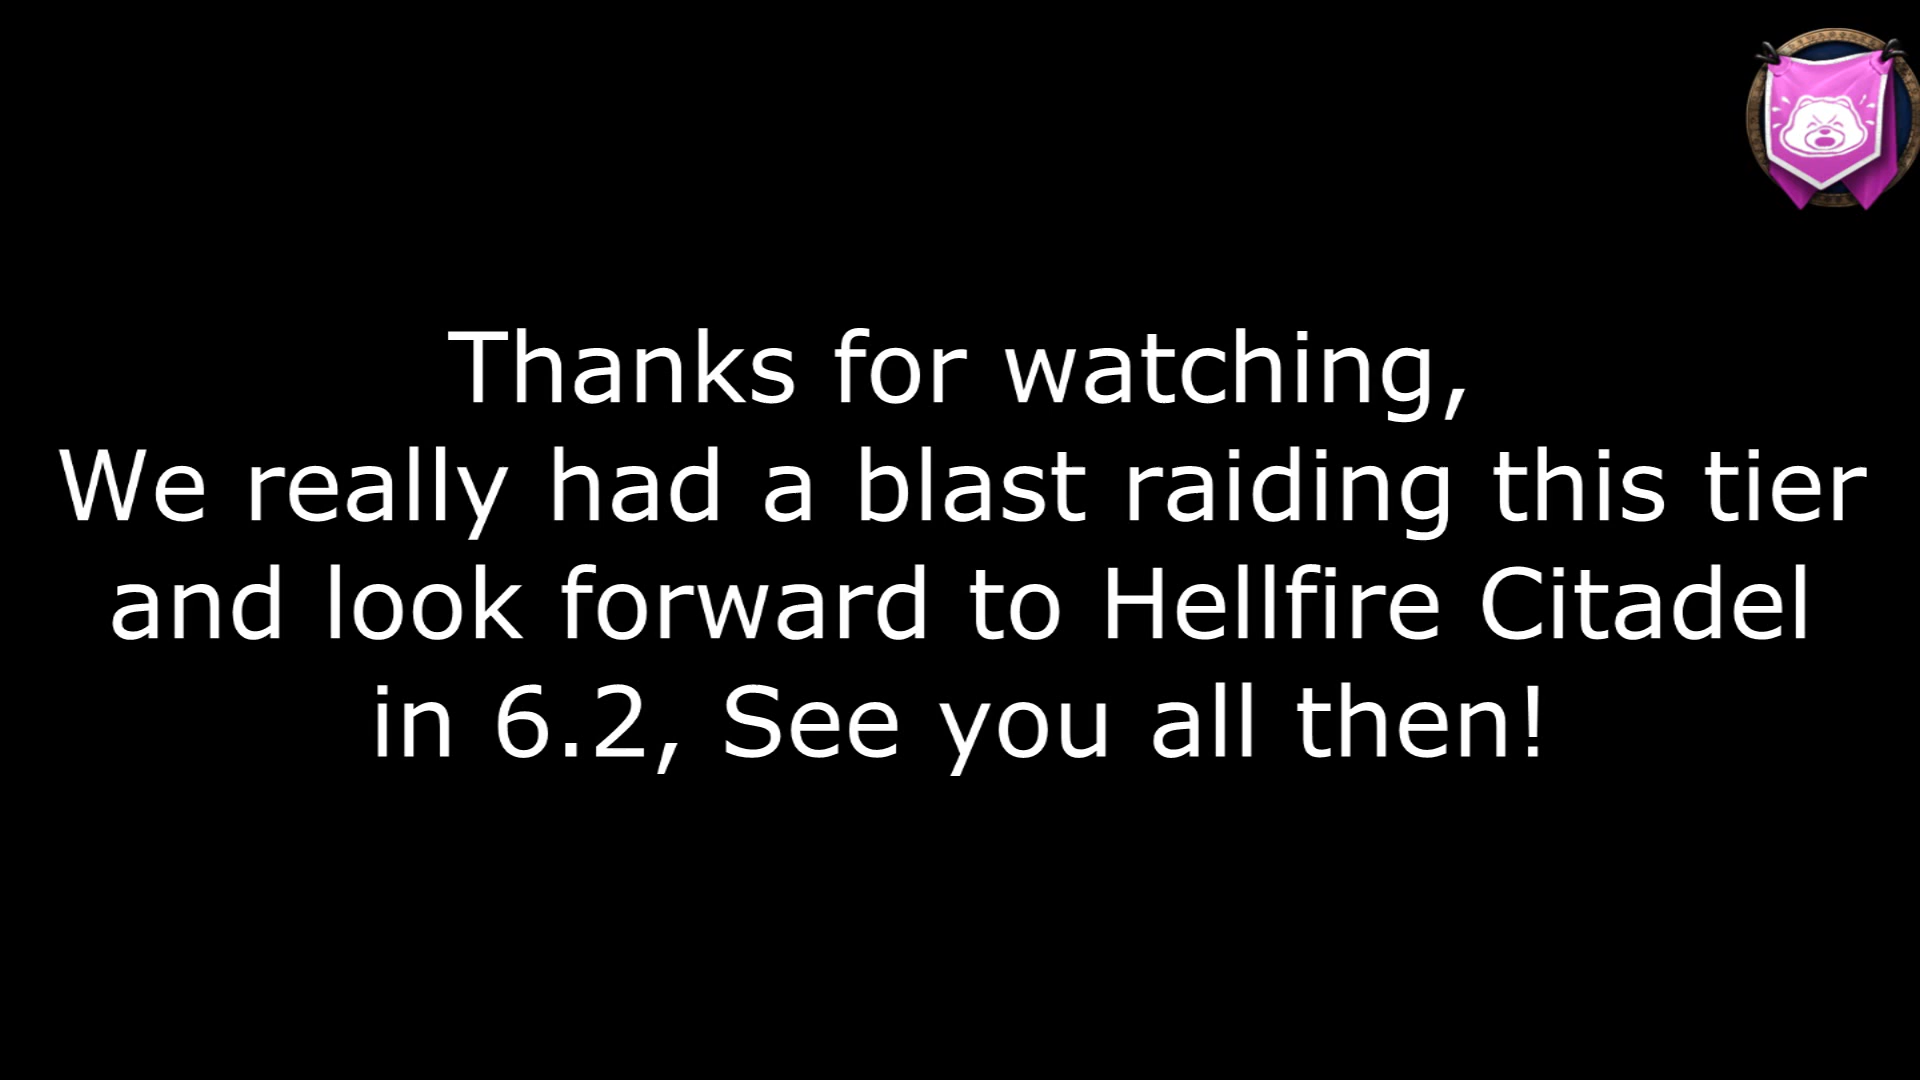 Thanks for watching,
We really had a blast raiding this tier
and look forward to Hellfire Citadel
in 6.2, See you all then!